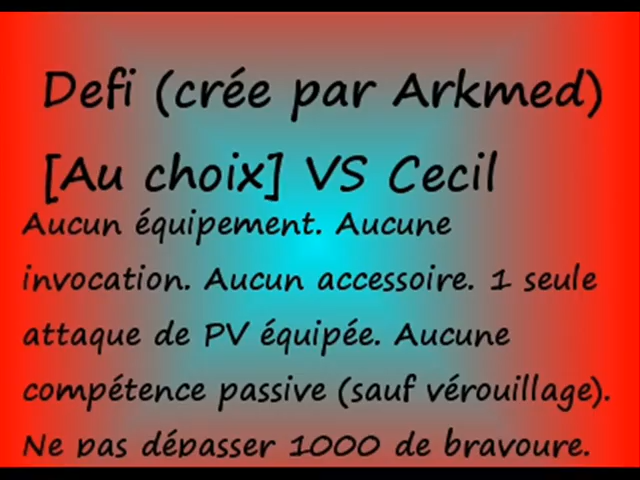 Defi (crée par Arkmed)
[Au choix] VS Cecil
Aucun équipement. Aucune
invocation. Aucun accessoire. 1 seule
attaque de PV équipée. Aucune
compétence passive (sauf vérouillage).
Ne pas dépasser 1000 de bravoure.